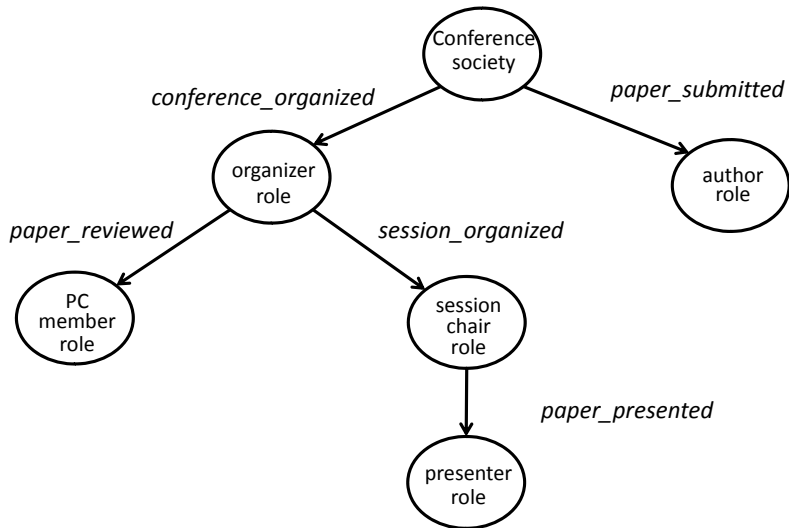 Conference
society
conference_organized
paper_submitted
organizer
role
author
role
paper_reviewed
session_organized
PC
member
role
session
chair
role
paper_presented
presenter
role